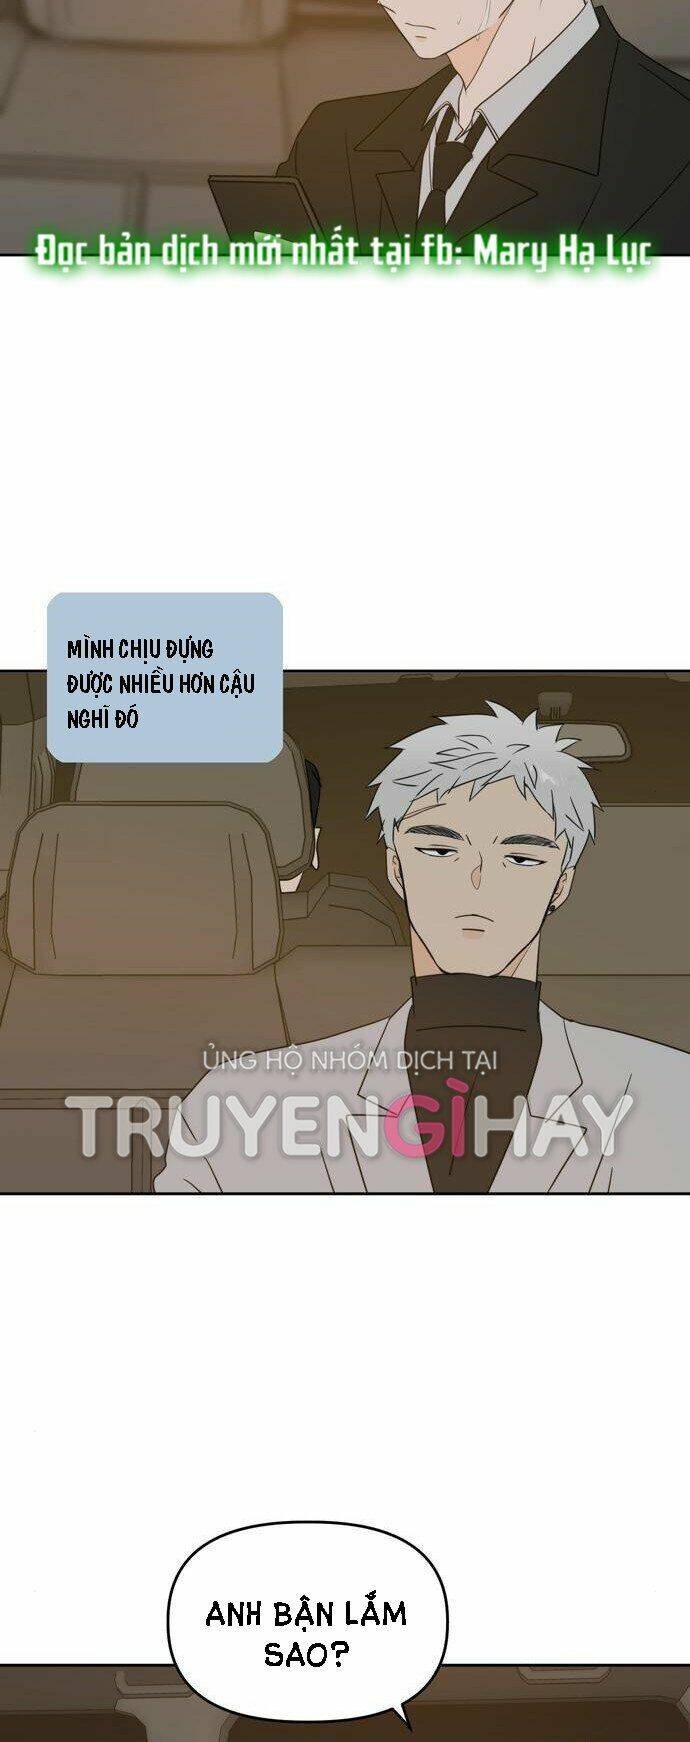 Đọc bản dịch mới nhất tại fb: Mary Hạ Lục
MÌNH CHỊU ĐỰNG
ĐƯỢC NHIỀU HƠN CẬU
NGHĨ ĐÓ
ỦNG HỘ NHÓM DỊCH TẠI
TRUYENGÌHAY
ANH BẬN LẮM
SAO?